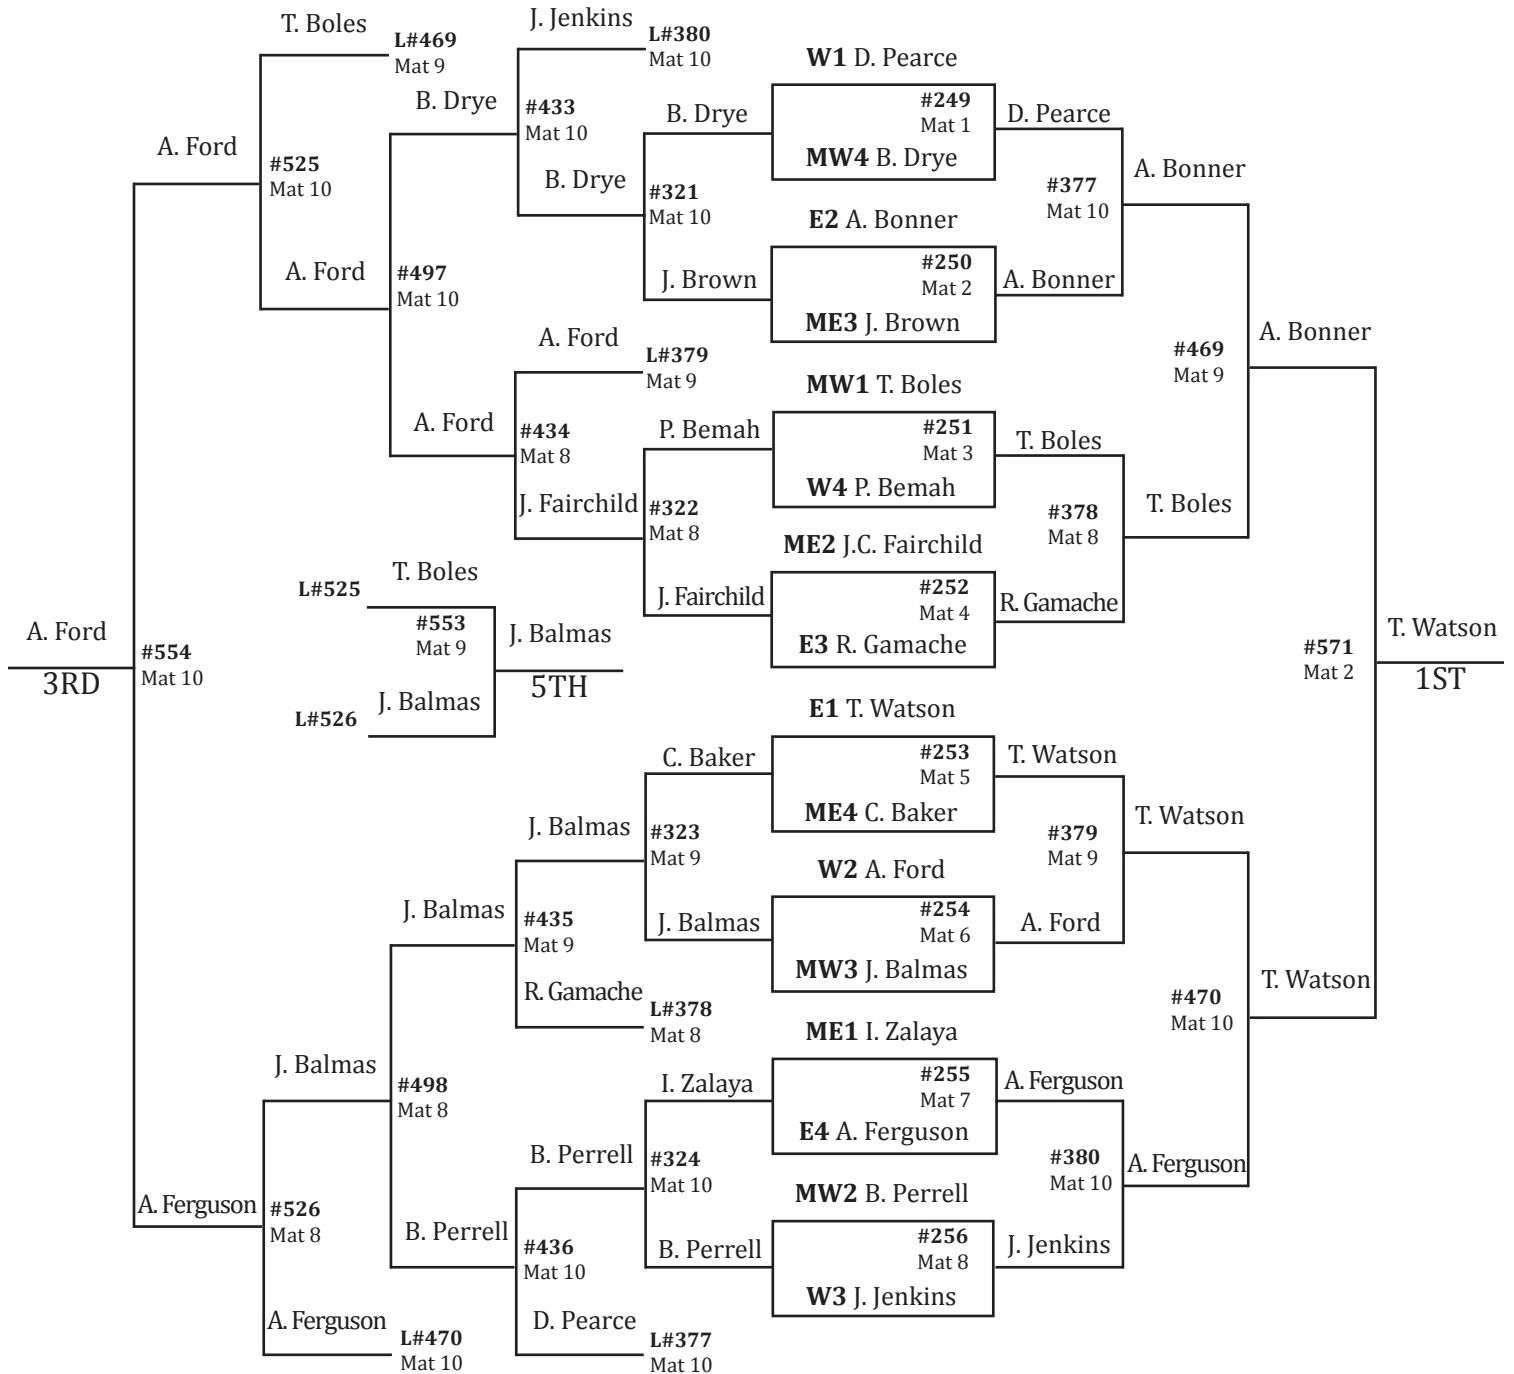 T. Boles
L#469
Mat 9
A. Ford
#525
Mat 10
A. Ford
B. Drye
#497
Mat 10
A. Ford
J. Jenkins
L#380
Mat 10
#433
Mat 10
B. Drye
A. Ford
L#379
Mat 9
#434
Mat 8
J. Fairchild
B. Drye
#321
Mat 10
J. Brown
P. Bemah
#322
Mat 8
J. Fairchild
W1 D. Pearce
#249
Mat 1
MW4 B. Drye
E2 A. Bonner
#250
Mat 2
ME3 J. Brown
MW1 T. Boles
#251
Mat 3
W4 P. Bemah
ME2 J.C. Fairchild
#252
Mat 4
E3 R. Gamache
D. Pearce
#377
Mat 10
A. Bonner
T. Boles
#378
Mat 8
R. Gamache
A. Bonner
#469
Mat 9
T. Boles
A. Bonner
A. Ford
3RD
#554
Mat 10
L#525
T. Boles
#553
Mat 9
L#526
J. Balmas
J. Balmas
5TH
#571
Mat 2
T. Watson
1ST
E1 T. Watson
#253
Mat 5
ME4 C. Baker
W2 A. Ford
#254
Mat 6
MW3 J. Balmas
ME1 I. Zalaya
#255
Mat 7
E4 A. Ferguson
MW2 B. Perrell
#256
Mat 8
W3 J. Jenkins
C. Baker
#323
Mat 9
J. Balmas
I. Zalaya
#324
Mat 10
B. Perrell
J. Balmas
#435
Mat 9
R. Gamache
L#378
Mat 8
B. Perrell
#436
Mat 10
D. Pearce
L#377
Mat 10
J. Balmas
#498
Mat 8
B. Perrell
J. Balmas
#526
Mat 8
A. Ferguson
L#470
Mat 10
A. Ferguson
T. Watson
#379
Mat 9
A. Ford
A. Ferguson
#380
Mat 10
J. Jenkins
T. Watson
#470
Mat 10
A. Ferguson
T. Watson